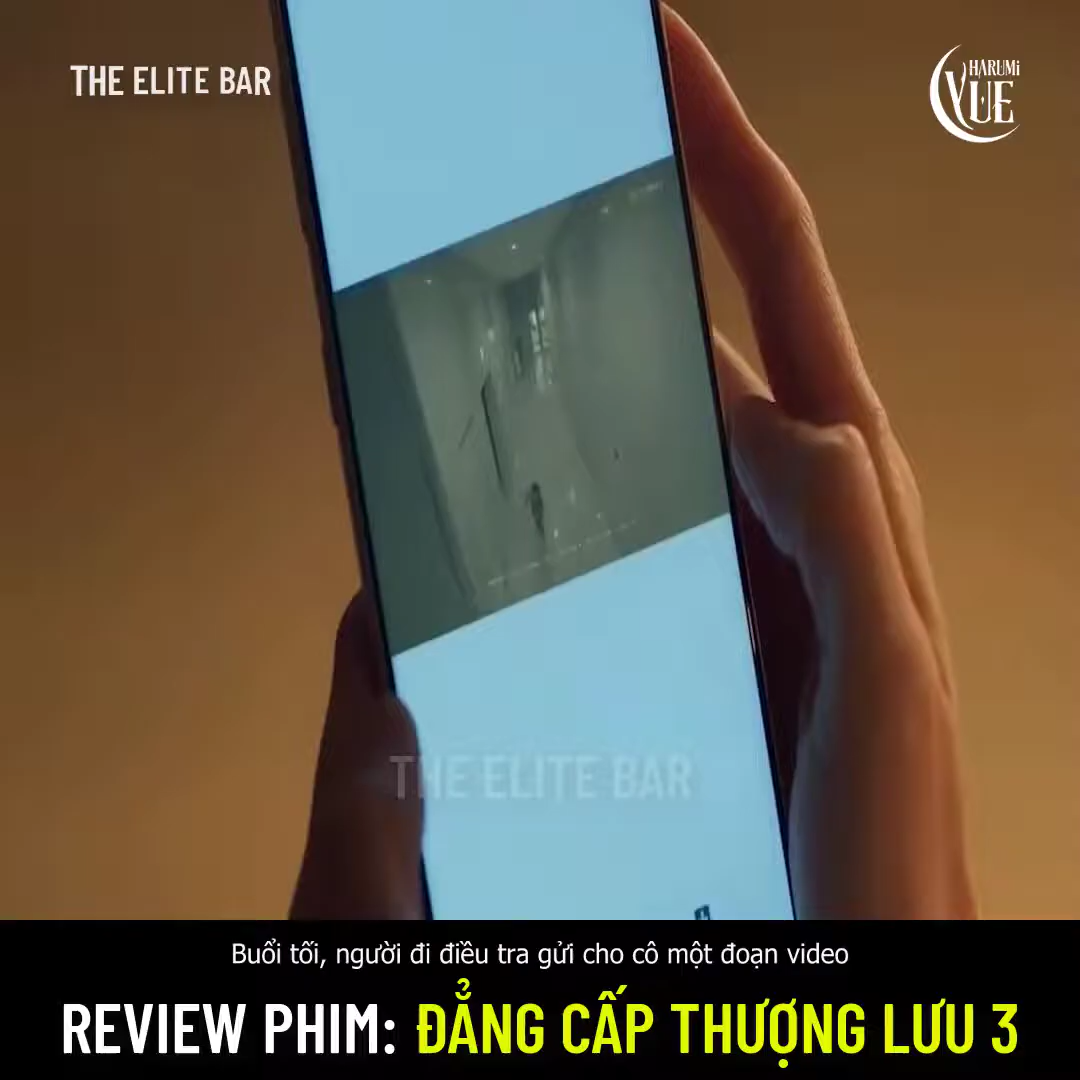 THE ELITE BAR
HARUMi
YUE
THE ELITE BAR
Buổi tối, người đi điều tra gửi cho cô một đoạn video
REVIEW PHIM: ĐẲNG CẤP THƯỢNG LƯU 3